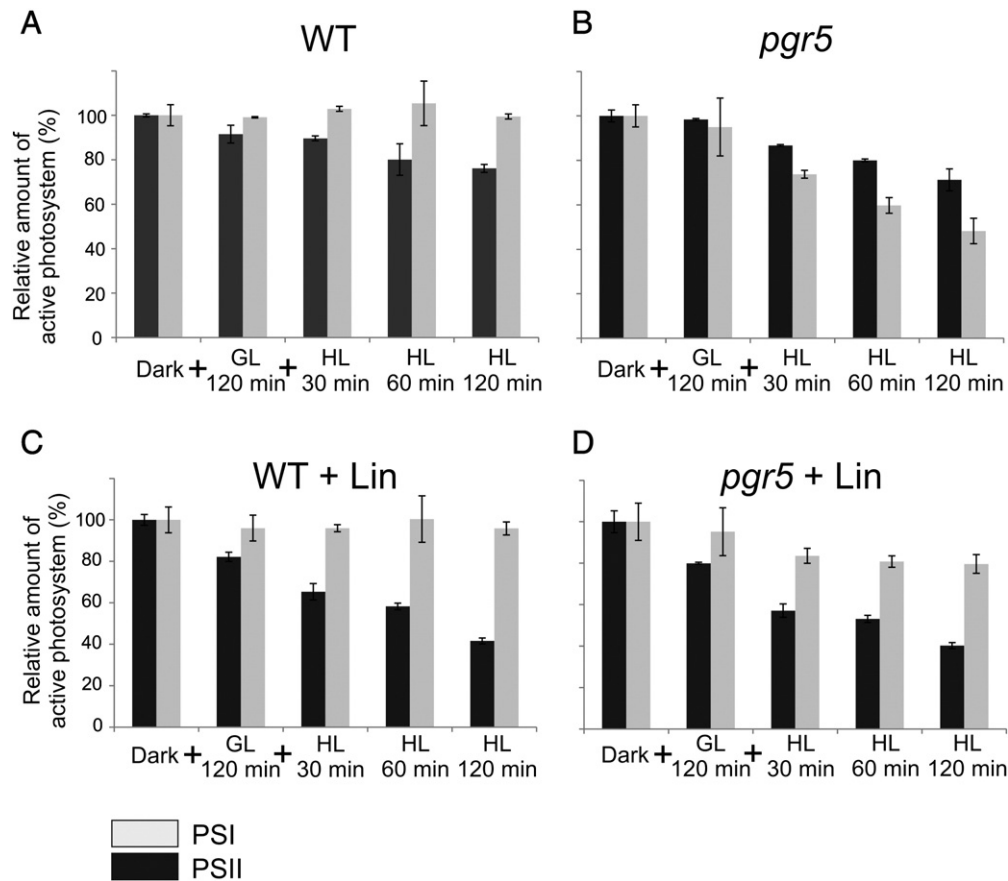 A
WT
B
pgr5
Relative amount of
active photosystem (%)
100
80
60
40
20
0
Dark + GL 120 min + HL 30 min HL 60 min HL 120 min
Dark + GL 120 min + HL 30 min HL 60 min HL 120 min
C
WT + Lin
D
pgr5 + Lin
Relative amount of
active photosystem (%)
100
80
60
40
20
0
Dark + GL 120 min + HL 30 min HL 60 min HL 120 min
Dark + GL 120 min + HL 30 min HL 60 min HL 120 min
PSI
PSII